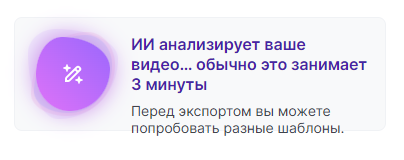 ИИ анализирует ваше
видео... обычно это занимает
3 минуты
Перед экспортом вы можете
попробовать разные шаблоны.